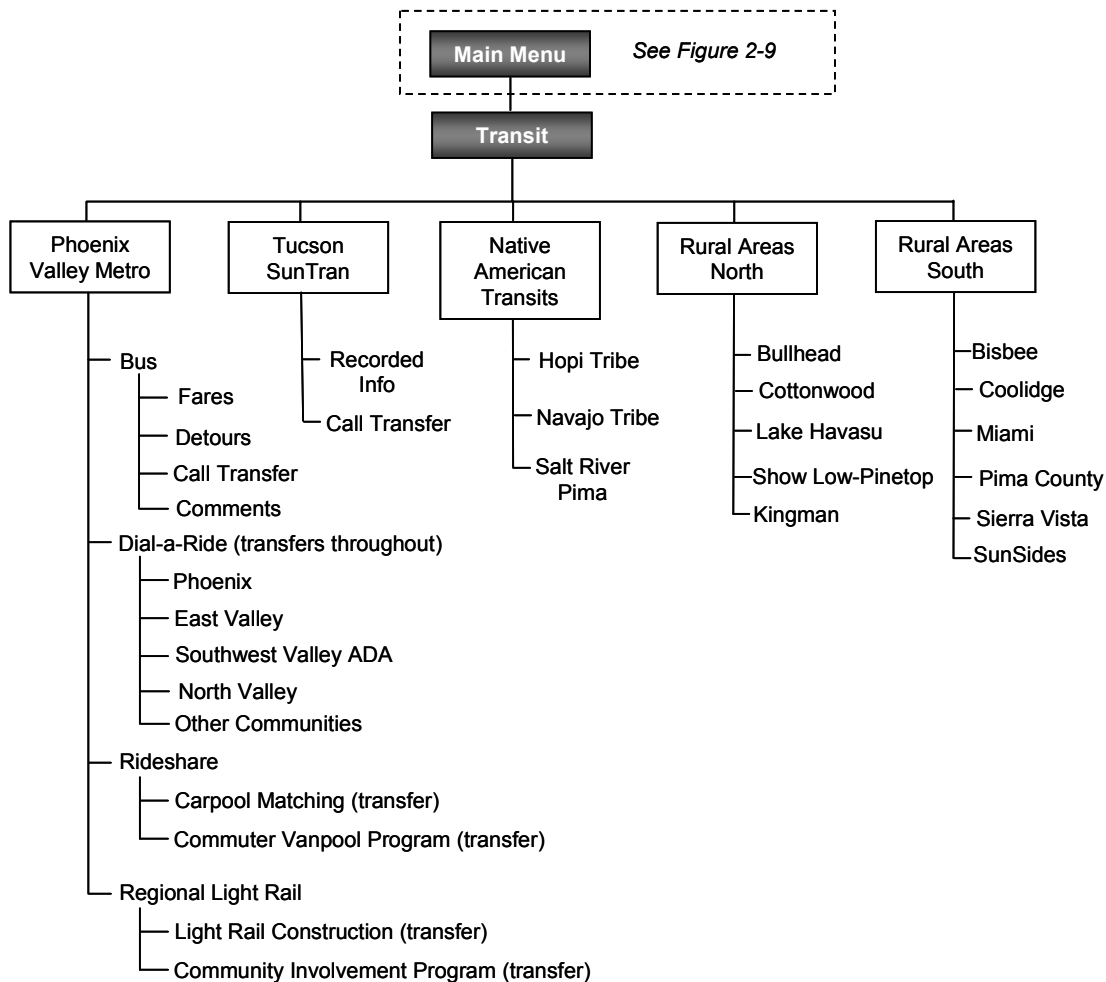 Main Menu
See Figure 2-9
Transit
Phoenix
Valley Metro
Tucson
SunTran
Native
American
Transits
Rural Areas
North
Rural Areas
South
Bus
Fares
Detours
Call Transfer
Comments
Dial-a-Ride (transfers throughout)
Phoenix
East Valley
Southwest Valley ADA
North Valley
Other Communities
Rideshare
Carpool Matching (transfer)
Commuter Vanpool Program (transfer)
Regional Light Rail
Light Rail Construction (transfer)
Community Involvement Program (transfer)
Recorded
Info
Call Transfer
Hopi Tribe
Navajo Tribe
Salt River
Pima
Bullhead
Cottonwood
Lake Havasu
Show Low-Pinetop
Kingman
Bisbee
Coolidge
Miami
Pima County
Sierra Vista
SunSides